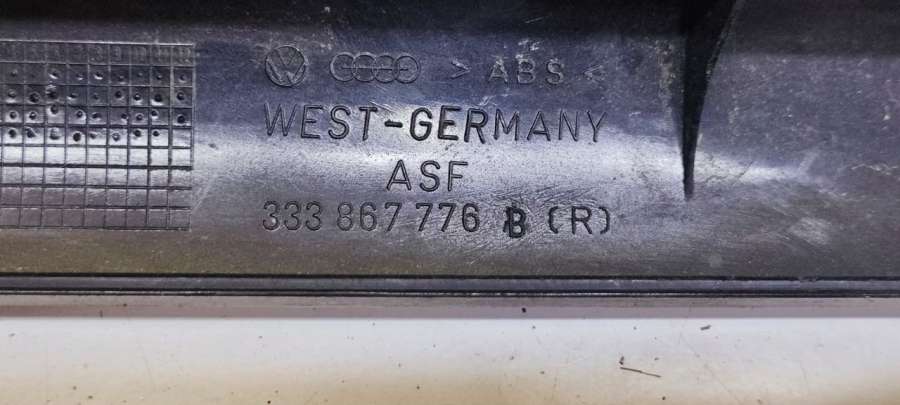 > ABS <
WEST-GERMANY
ASF
333 867 776 B (R)